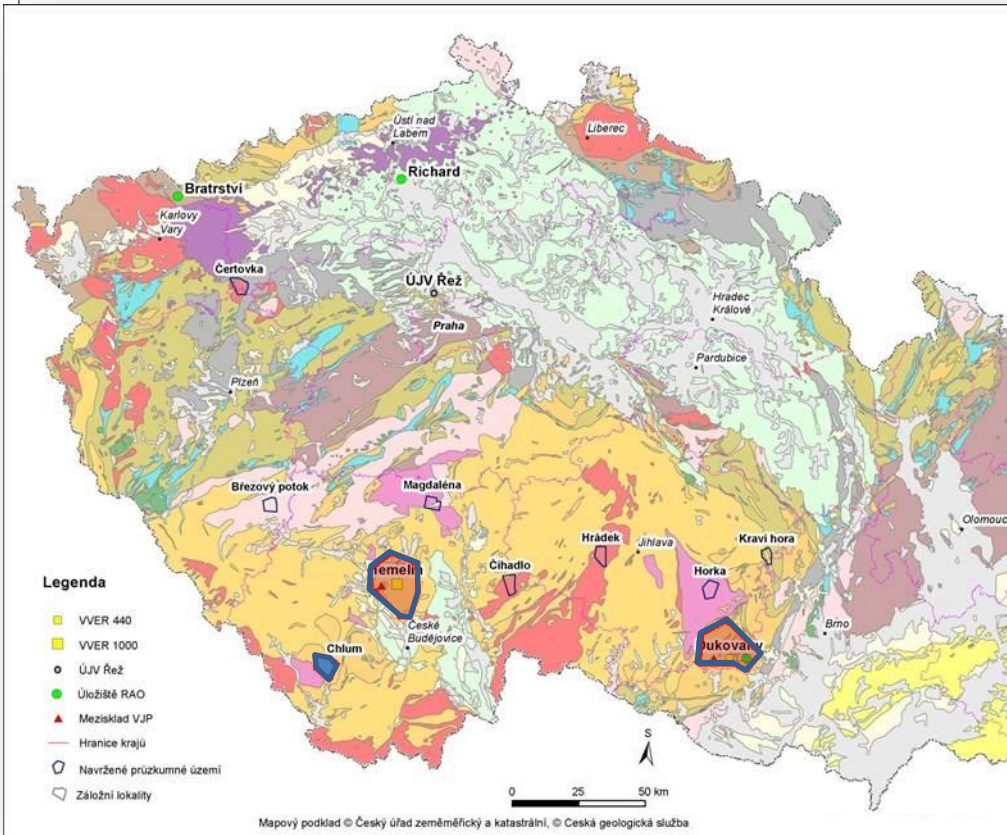 Ústí nad
Labem
Liberec
Richard
Bratrství
Karlovy
Vary
Čertovka
ÚJV Řež
Praha
Hradec
Králové
Pardubice
Plzeň
Březový potok
Magdaléna
Olomouc
Hrádek
Jihlava
Kraví hora
Čihadlo
Horka
Temelín
České
Budějovice
Brno
Dukovany
Chlum
Legenda
VVER 440
VVER 1000
ÚJV Řež
Úložiště RAO
Mezisklad VJP
Hranice krajů
Navržené průzkumné území
Záložní lokality
S
0 25 50 km
Mapový podklad © Český úřad zeměměřický a katastrální, © Česká geologická služba